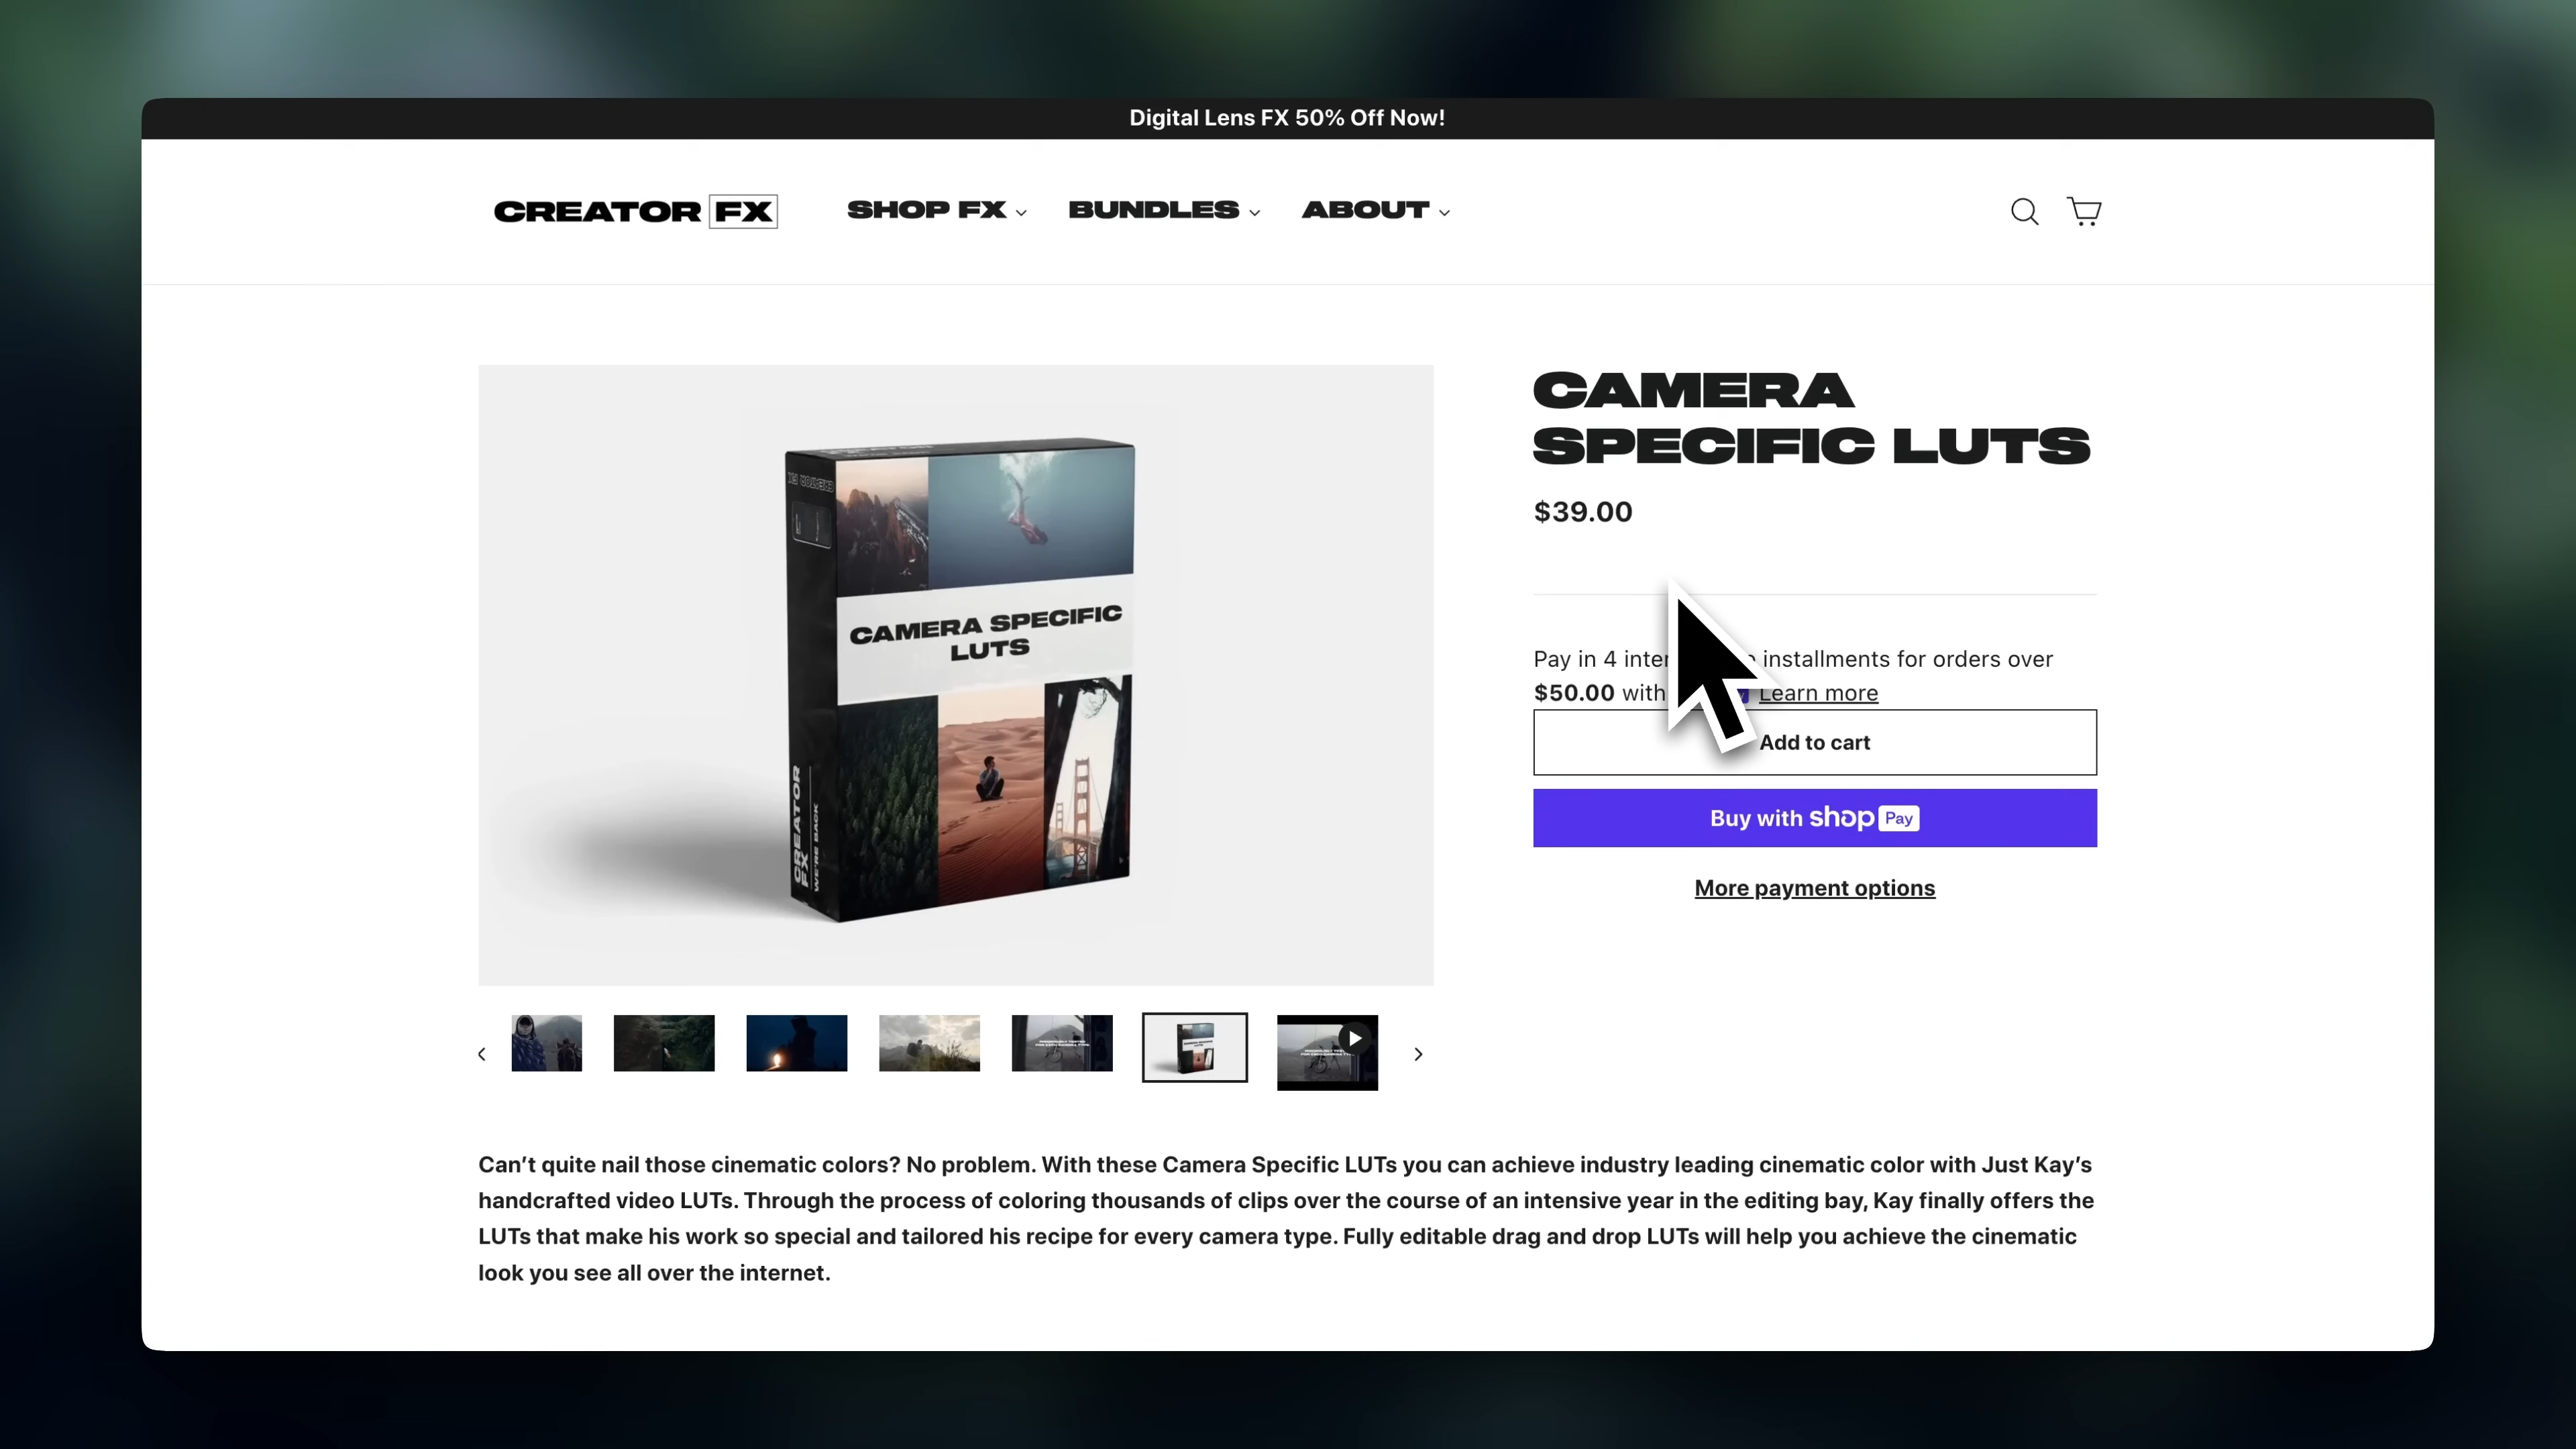 Digital Lens FX 50% Off Now!
CREATOR FX
SHOP FX
BUNDLES
ABOUT
CAMERA
SPECIFIC LUTS
$39.00
Pay in 4 installments for orders over
$50.00 with Learn more
Add to cart
Buy with shop Pay
More payment options
CREATOR FX
CAMERA SPECIFIC
LUTS
CREATOR
FX
WE'RE BACK
Can’t quite nail those cinematic colors? No problem. With these Camera Specific LUTs you can achieve industry leading cinematic color with Just Kay’s
handcrafted video LUTs. Through the process of coloring thousands of clips over the course of an intensive year in the editing bay, Kay finally offers the
LUTs that make his work so special and tailored his recipe for every camera type. Fully editable drag and drop LUTs will help you achieve the cinematic
look you see all over the internet.